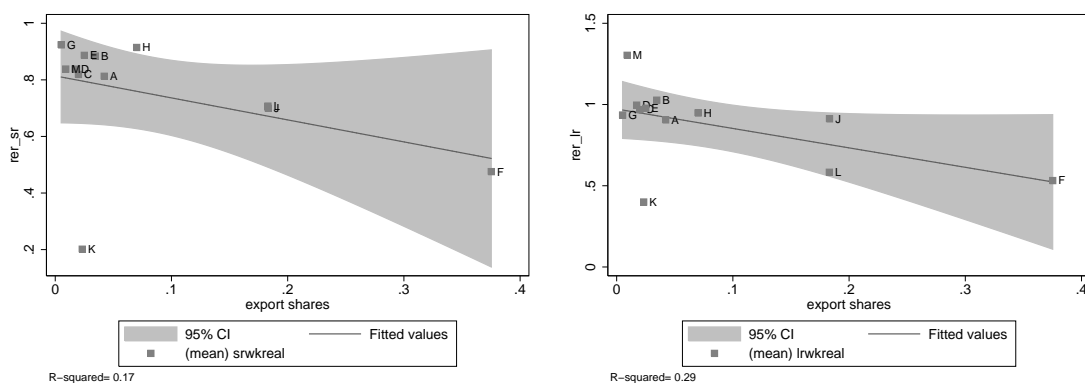 rer_sr
1
.8
.6
.4
.2
G
H
E
B
M
D
C
A
J
F
K
0
.1
.2
.3
.4
export shares
95% CI
Fitted values
(mean) srwkreal
R−squared= 0.17
rer_lr
1.5
1
.5
0
M
G
D
B
E
A
H
J
L
F
K
0
.1
.2
.3
.4
export shares
95% CI
Fitted values
(mean) lrwkreal
R−squared= 0.29